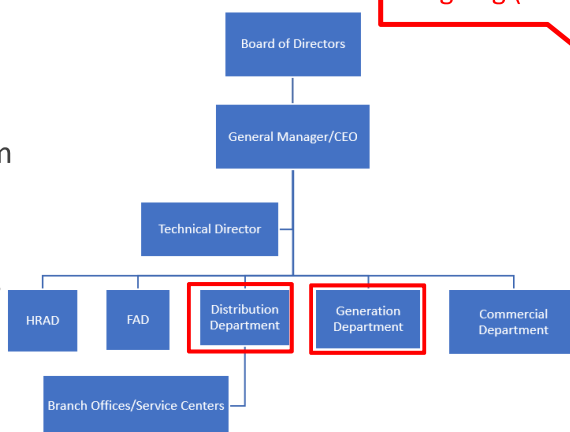 Board of Directors
General Manager/CEO
Technical Director
HRAD
FAD
Distribution
Department
Generation
Department
Commercial
Department
Branch Offices/Service Centers